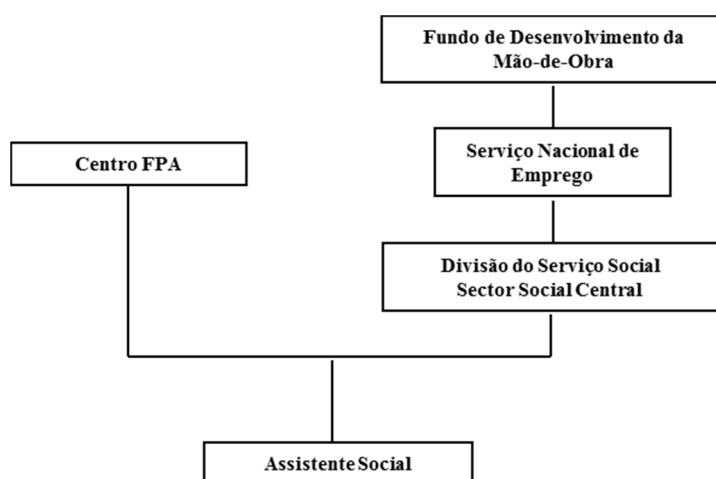 Fundo de Desenvolvimento da
Mão-de-Obra
Centro FPA
Serviço Nacional de
Emprego
Divisão do Serviço Social
Sector Social Central
Assistente Social